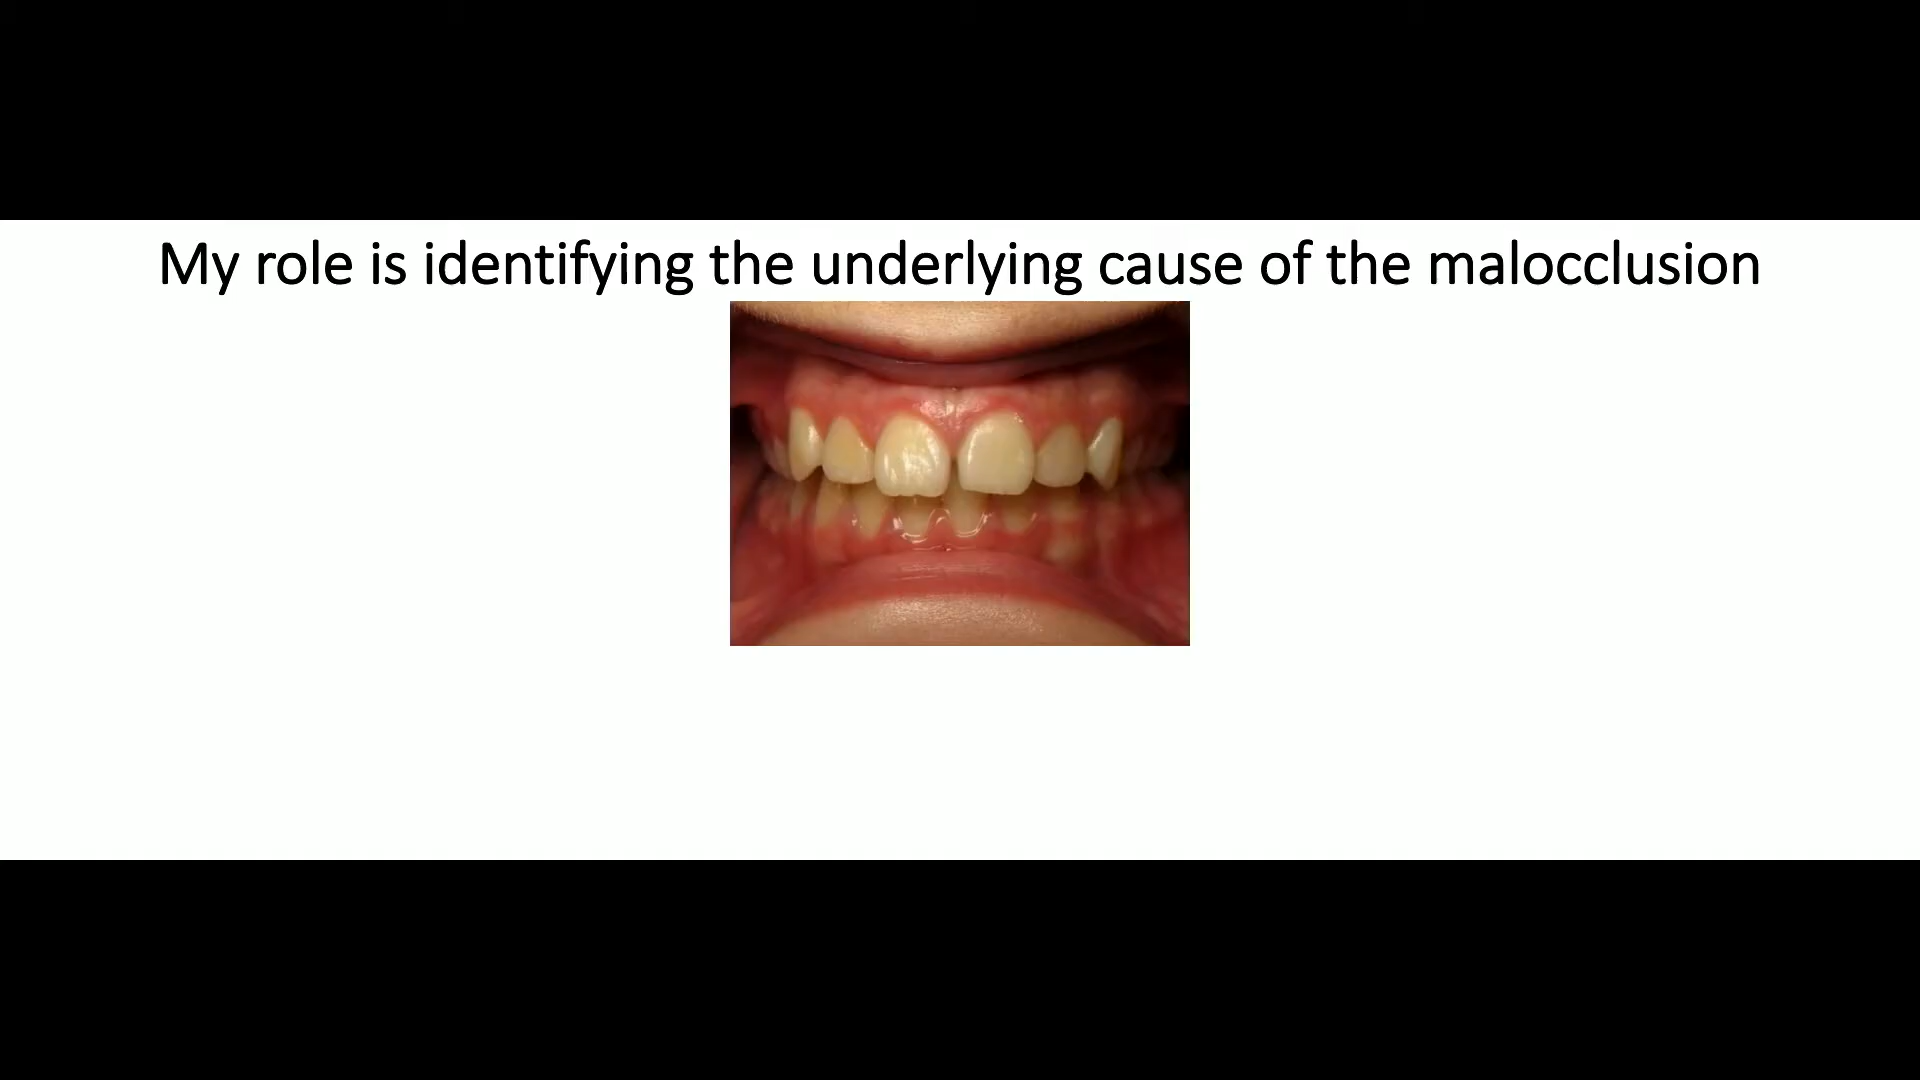 My role is identifying the underlying cause of the malocclusion